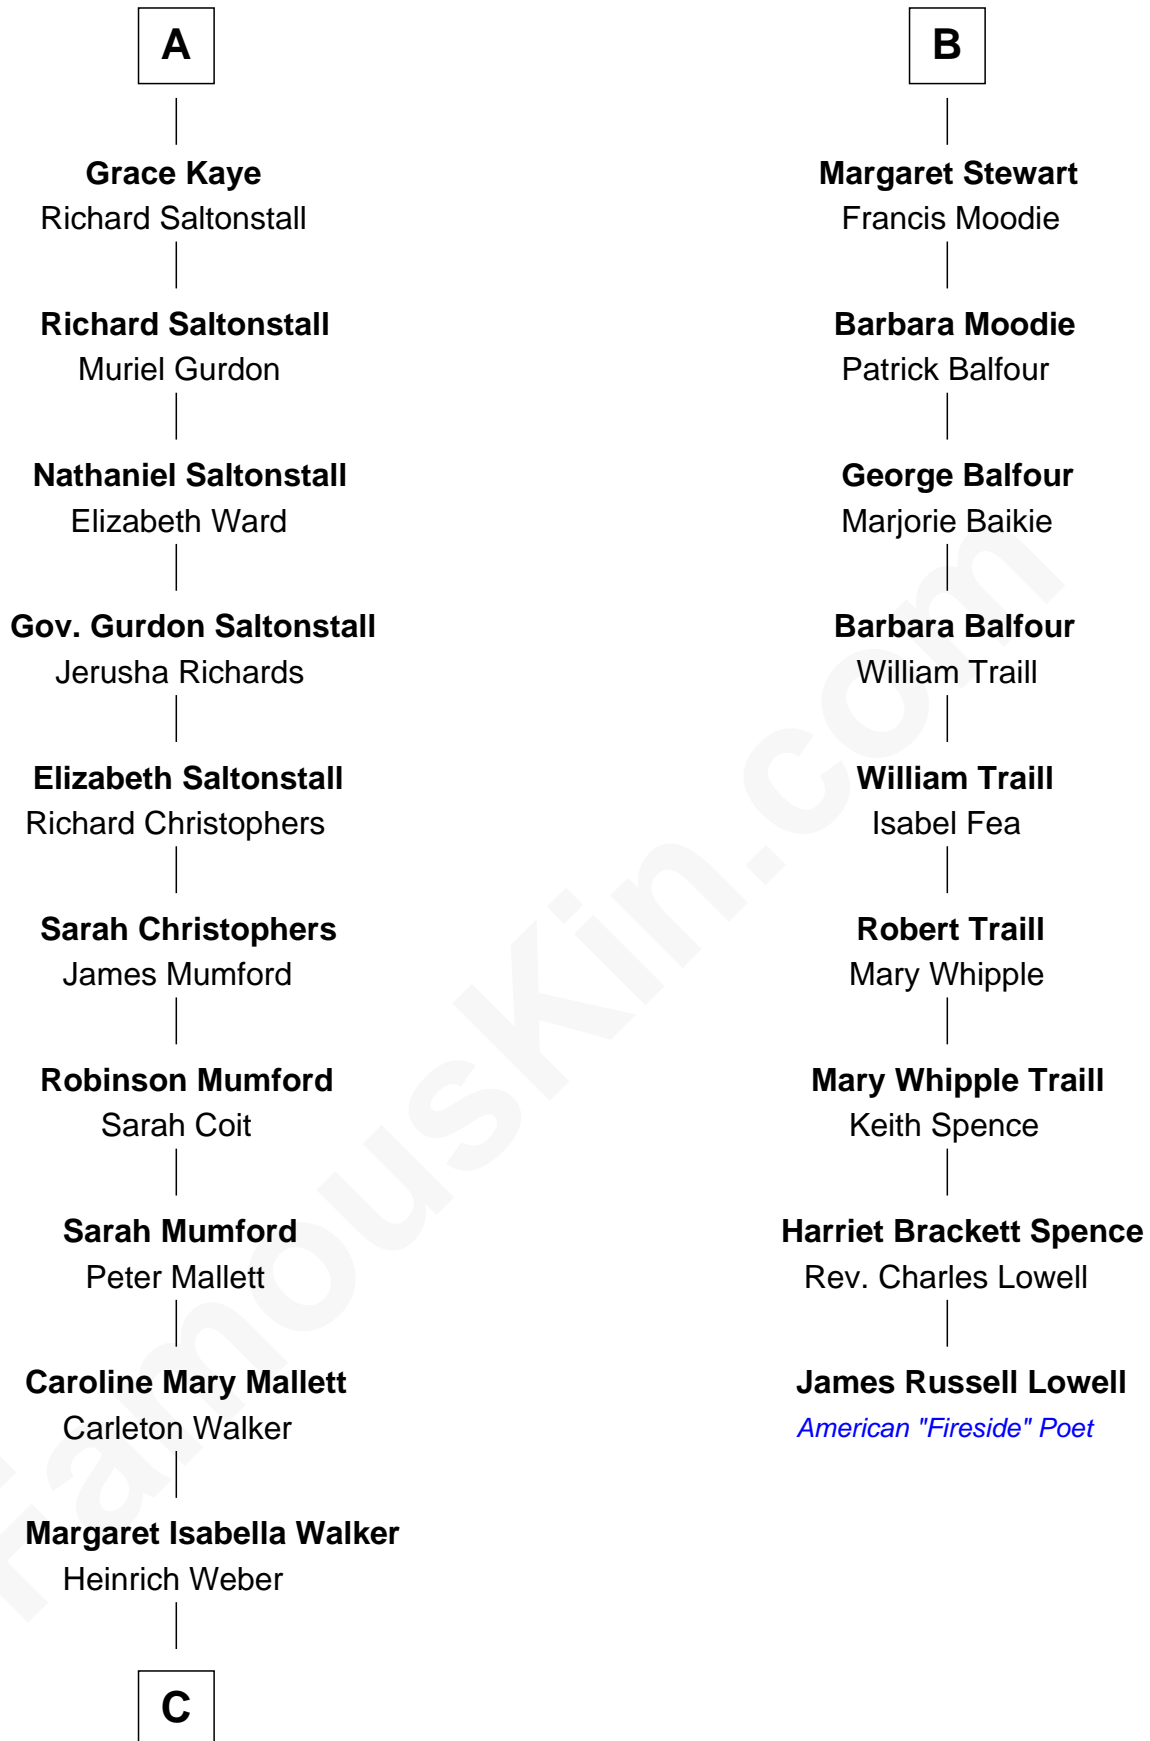 A
Grace Kaye
Richard Saltonstall
Richard Saltonstall
Muriel Gurdon
Nathaniel Saltonstall
Elizabeth Ward
Gov. Gurdon Saltonstall
Jerusha Richards
Elizabeth Saltonstall
Richard Christophers
Sarah Christophers
James Mumford
Robinson Mumford
Sarah Coit
Sarah Mumford
Peter Mallett
Caroline Mary Mallett
Carleton Walker
Margaret Isabella Walker
Heinrich Weber
C
B
Margaret Stewart
Francis Moodie
Barbara Moodie
Patrick Balfour
George Balfour
Marjorie Baikie
Barbara Balfour
William Traill
William Traill
Isabel Fea
Robert Traill
Mary Whipple
Mary Whipple Traill
Keith Spence
Harriet Brackett Spence
Rev. Charles Lowell
James Russell Lowell
American "Fireside" Poet
FamousKin.com